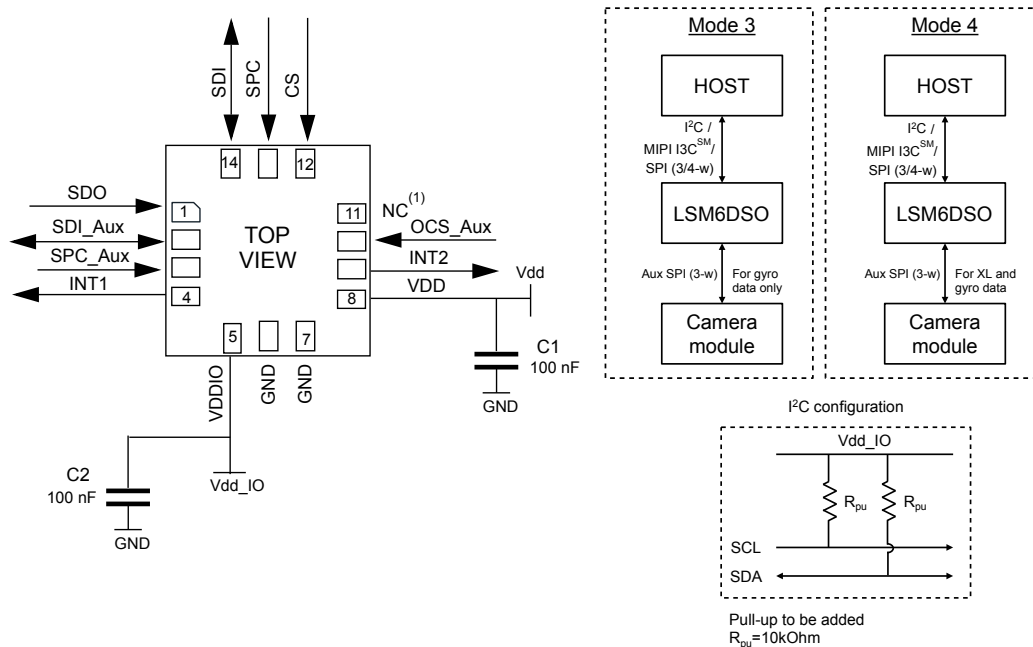 SDI
SPC
CS
14
12
SDO
1
SDI_Aux
SPC_Aux
INT1
4
TOP
VIEW
11
NC(1)
OCS_Aux
INT2
VDD
8
Vdd
5
7
VDDIO
GND
GND
C1
100 nF
GND
C2
100 nF
GND
Vdd_IO
Mode 3
HOST
I²C /
MIPI I3CSM/
SPI (3/4-w)
LSM6DSO
Aux SPI (3-w)
For gyro
data only
Camera
module
Mode 4
HOST
I²C /
MIPI I3CSM/
SPI (3/4-w)
LSM6DSO
Aux SPI (3-w)
For XL and
gyro data
Camera
module
I²C configuration
Vdd_IO
Rpu
Rpu
SCL
SDA
Pull-up to be added
Rpu=10kOhm